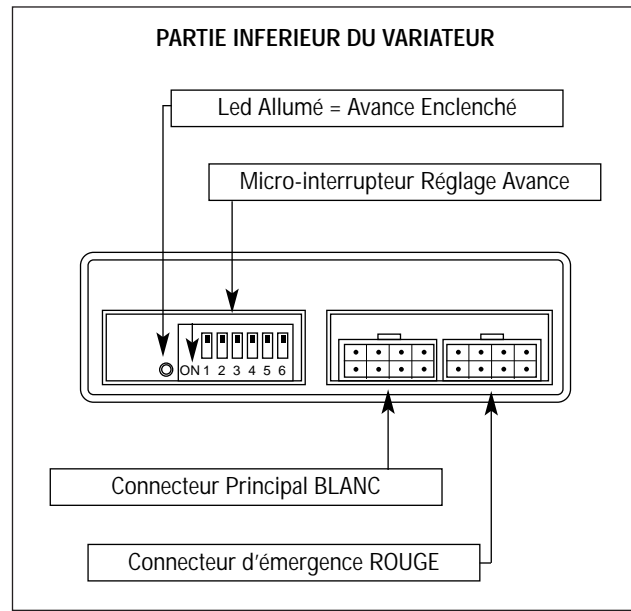 PARTIE INFERIEUR DU VARIATEUR
Led Allumé = Avance Enclenché
Micro-interrupteur Réglage Avance
ON 1 2 3 4 5 6
Connecteur Principal BLANC
Connecteur d'émergence ROUGE